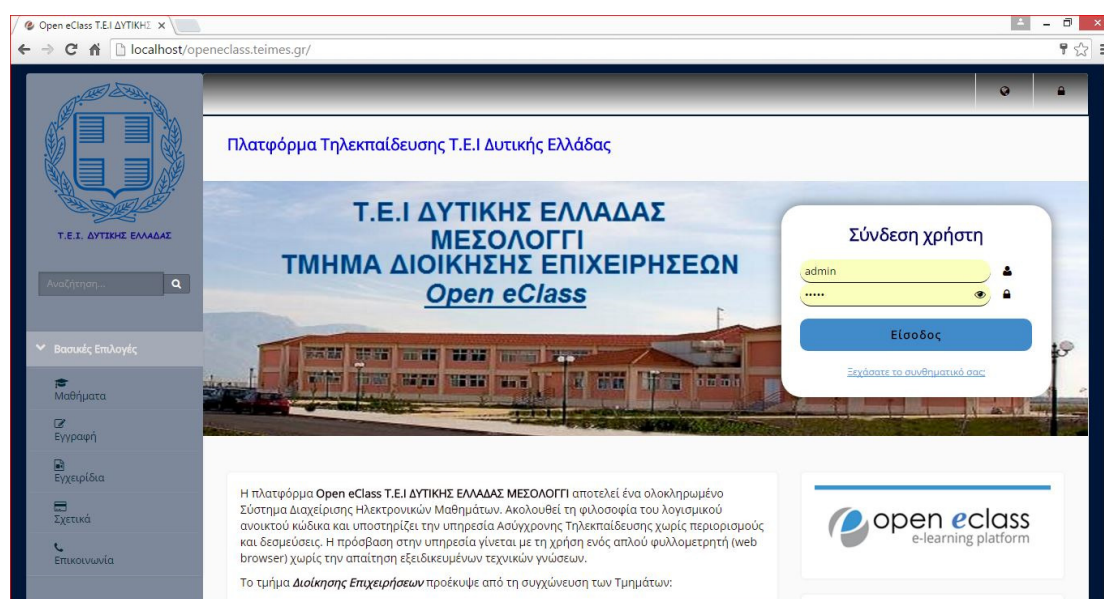 Open eClass Τ.Ε.Ι ΔΥΤΙΚΗΣ
localhost/openeclass.teimes.gr/
Τ.Ε.Ι. ΔΥΤΙΚΗΣ ΕΛΛΑΔΑΣ
Αναζήτηση...
Βασικές Επιλογές
Μαθήματα
Εγγραφή
Εγχειρίδια
Σχετικά
Επικοινωνία
Πλατφόρμα Τηλεκπαίδευσης Τ.Ε.Ι Δυτικής Ελλάδας
Τ.Ε.Ι ΔΥΤΙΚΗΣ ΕΛΛΑΔΑΣ
ΜΕΣΟΛΟΓΓΙ
ΤΜΗΜΑ ΔΙΟΙΚΗΣΗΣ ΕΠΙΧΕΙΡΗΣΕΩΝ
Open eClass
Σύνδεση χρήστη
admin
•••••
Είσοδος
Ξεχάσατε το συνθηματικό σας;
Η πλατφόρμα Open eClass Τ.Ε.Ι ΔΥΤΙΚΗΣ ΕΛΛΑΔΑΣ ΜΕΣΟΛΟΓΓΙ αποτελεί ένα ολοκληρωμένο
Σύστημα Διαχείρισης Ηλεκτρονικών Μαθημάτων. Ακολουθεί τη φιλοσοφία του λογισμικού
ανοικτού κώδικα και υποστηρίζει την υπηρεσία Ασύγχρονης Τηλεκπαίδευσης χωρίς περιορισμούς
και δεσμεύσεις. Η πρόσβαση στην υπηρεσία γίνεται με τη χρήση ενός απλού φυλλομετρητή (web
browser) χωρίς την απαίτηση εξειδικευμένων τεχνικών γνώσεων.
Το τμήμα Διοίκησης Επιχειρήσεων προέκυψε από τη συγχώνευση των Τμημάτων:
open eclass
e-learning platform